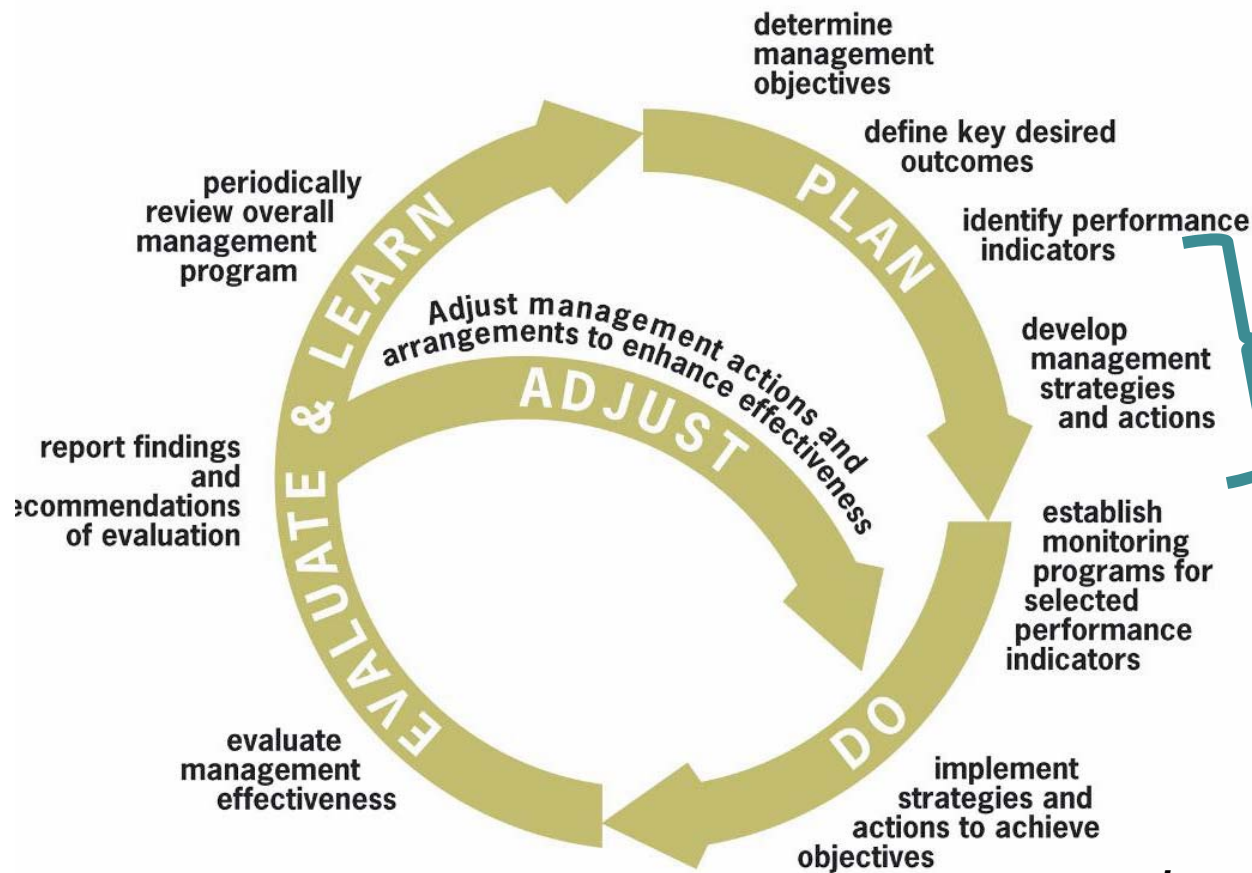 determine
management
objectives
define key desired
outcomes
PLAN
identify performance
indicators
develop
management
strategies
and actions
establish
monitoring
programs for
selected
performance
indicators
DO
implement
strategies and
actions to achieve
objectives
evaluate
management
effectiveness
EVALUATE & LEARN
report findings
and
ecommendations
of evaluation
periodically
review overall
management
program
Adjust management actions and
arrangements to enhance effectiveness
ADJUST